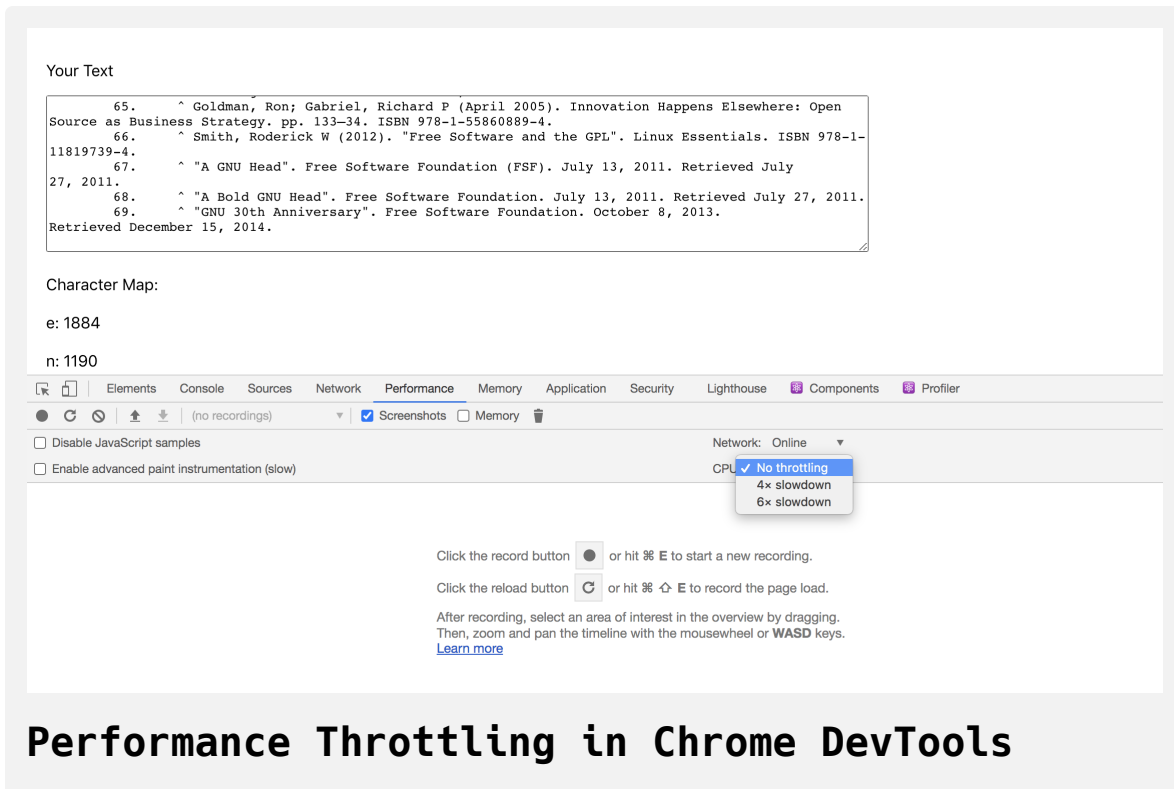 Your Text
65. ^ Goldman, Ron; Gabriel, Richard P (April 2005). Innovation Happens Elsewhere: Open
Source as Business Strategy. pp. 133–34. ISBN 978-1-55860889-4.
66. ^ Smith, Roderick W (2012). "Free Software and the GPL". Linux Essentials. ISBN 978-1-
11819739-4.
67. ^ "A GNU Head". Free Software Foundation (FSF). July 13, 2011. Retrieved July
27, 2011.
68. ^ "A Bold GNU Head". Free Software Foundation. July 13, 2011. Retrieved July 27, 2011.
69. ^ "GNU 30th Anniversary". Free Software Foundation. October 8, 2013.
Retrieved December 15, 2014.
Character Map:
e: 1884
n: 1190
Elements Console Sources Network Performance Memory Application Security Lighthouse Components Profiler
(no recordings) Screenshots Memory
Disable JavaScript samples Network: Online
Enable advanced paint instrumentation (slow) CPU ✓ No throttling
4× slowdown
6× slowdown
Click the record button or hit ⌘ E to start a new recording.
Click the reload button or hit ⌘ ⇧ E to record the page load.
After recording, select an area of interest in the overview by dragging.
Then, zoom and pan the timeline with the mousewheel or WASD keys.
Learn more
Performance Throttling in Chrome DevTools